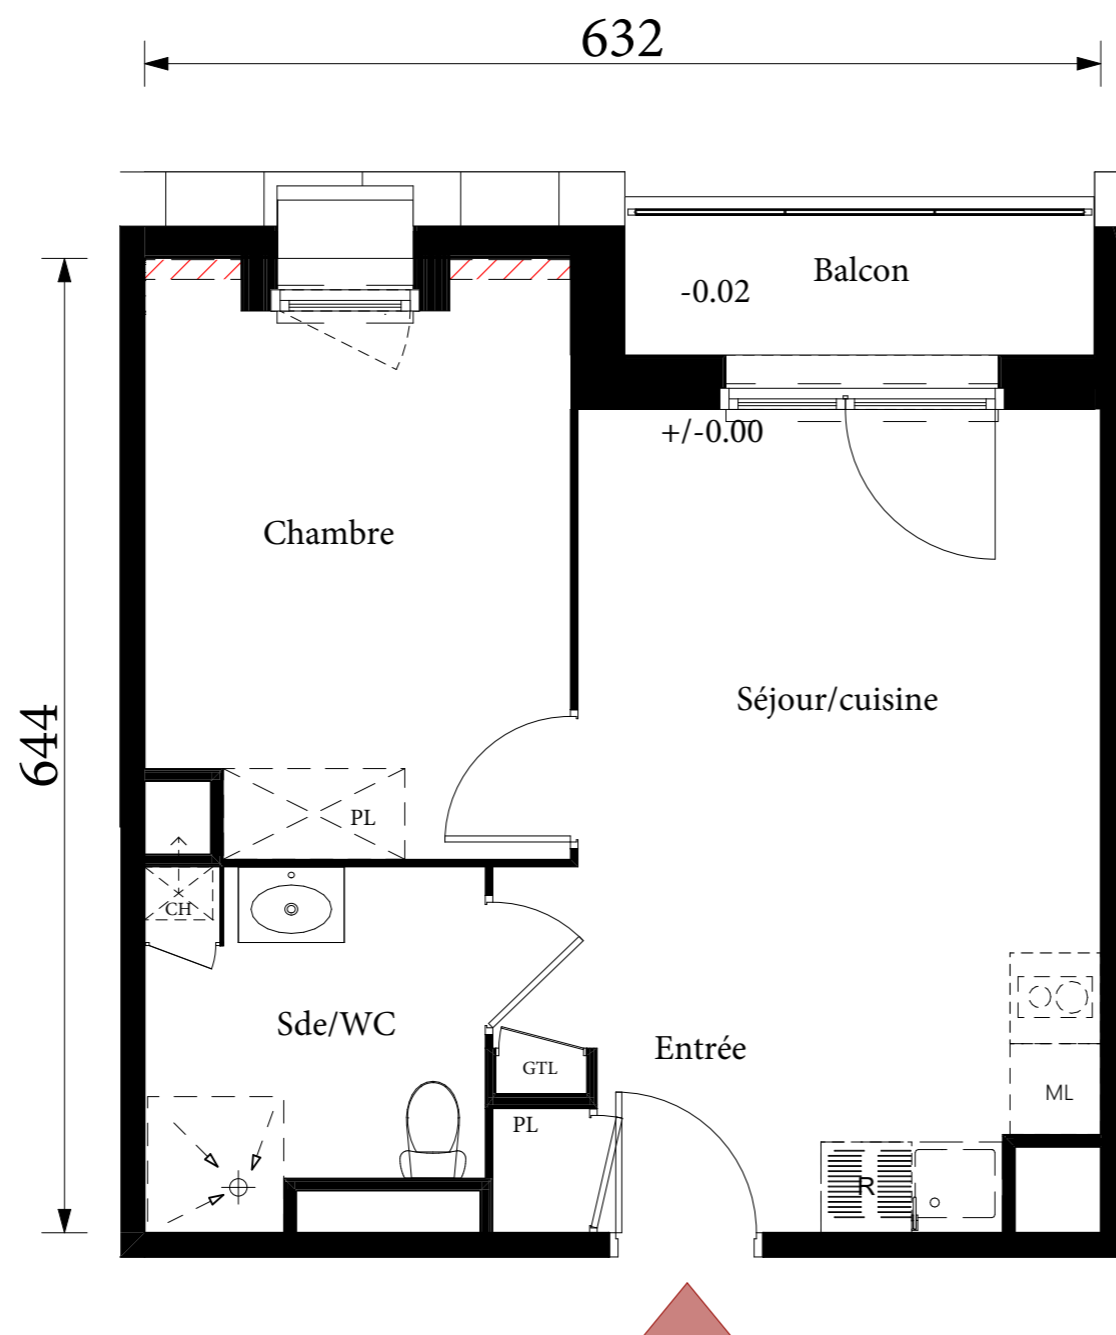 632
Balcon
-0.02
+/-0.00
Chambre
644
Séjour/cuisine
PL
CH
Sde/WC
Entrée
GTL
ML
PL
R